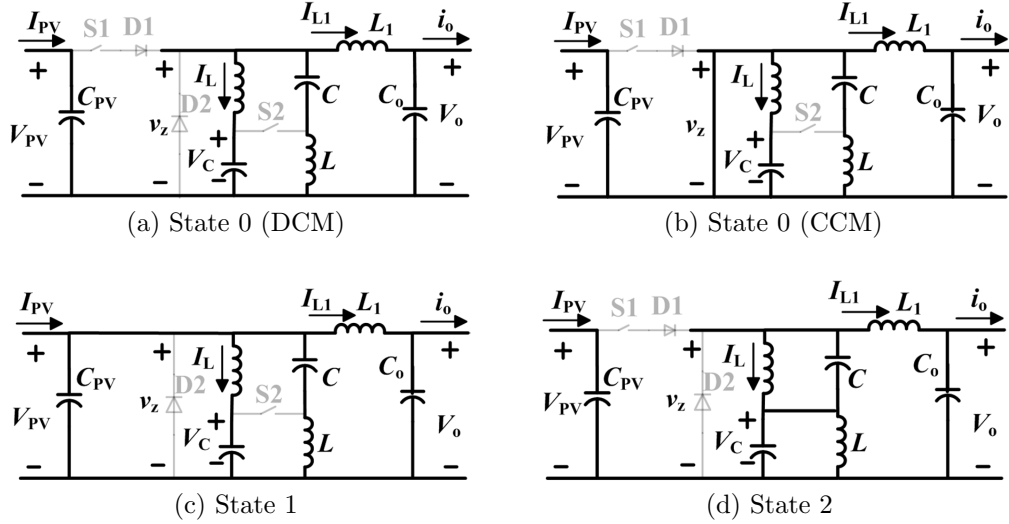 I_PV S1 D1 I_L1 L_1 i_o
+ + +
I_L
C_PV D2 C C_o
V_PV v_z S2 V_o
+
V_C L
− − − −
(a) State 0 (DCM)
I_PV S1 D1 I_L1 L_1 i_o
+ + +
I_L
C_PV C C_o
V_PV v_z S2 V_o
+
V_C L
− − − −
(b) State 0 (CCM)
I_PV I_L1 L_1 i_o
+ + +
I_L
C_PV D2 C C_o
V_PV v_z S2 V_o
+
V_C L
− − − −
(c) State 1
I_PV S1 D1 I_L1 L_1 i_o
+ + +
I_L
C_PV D2 C C_o
V_PV v_z V_o
+
V_C L
− − − −
(d) State 2